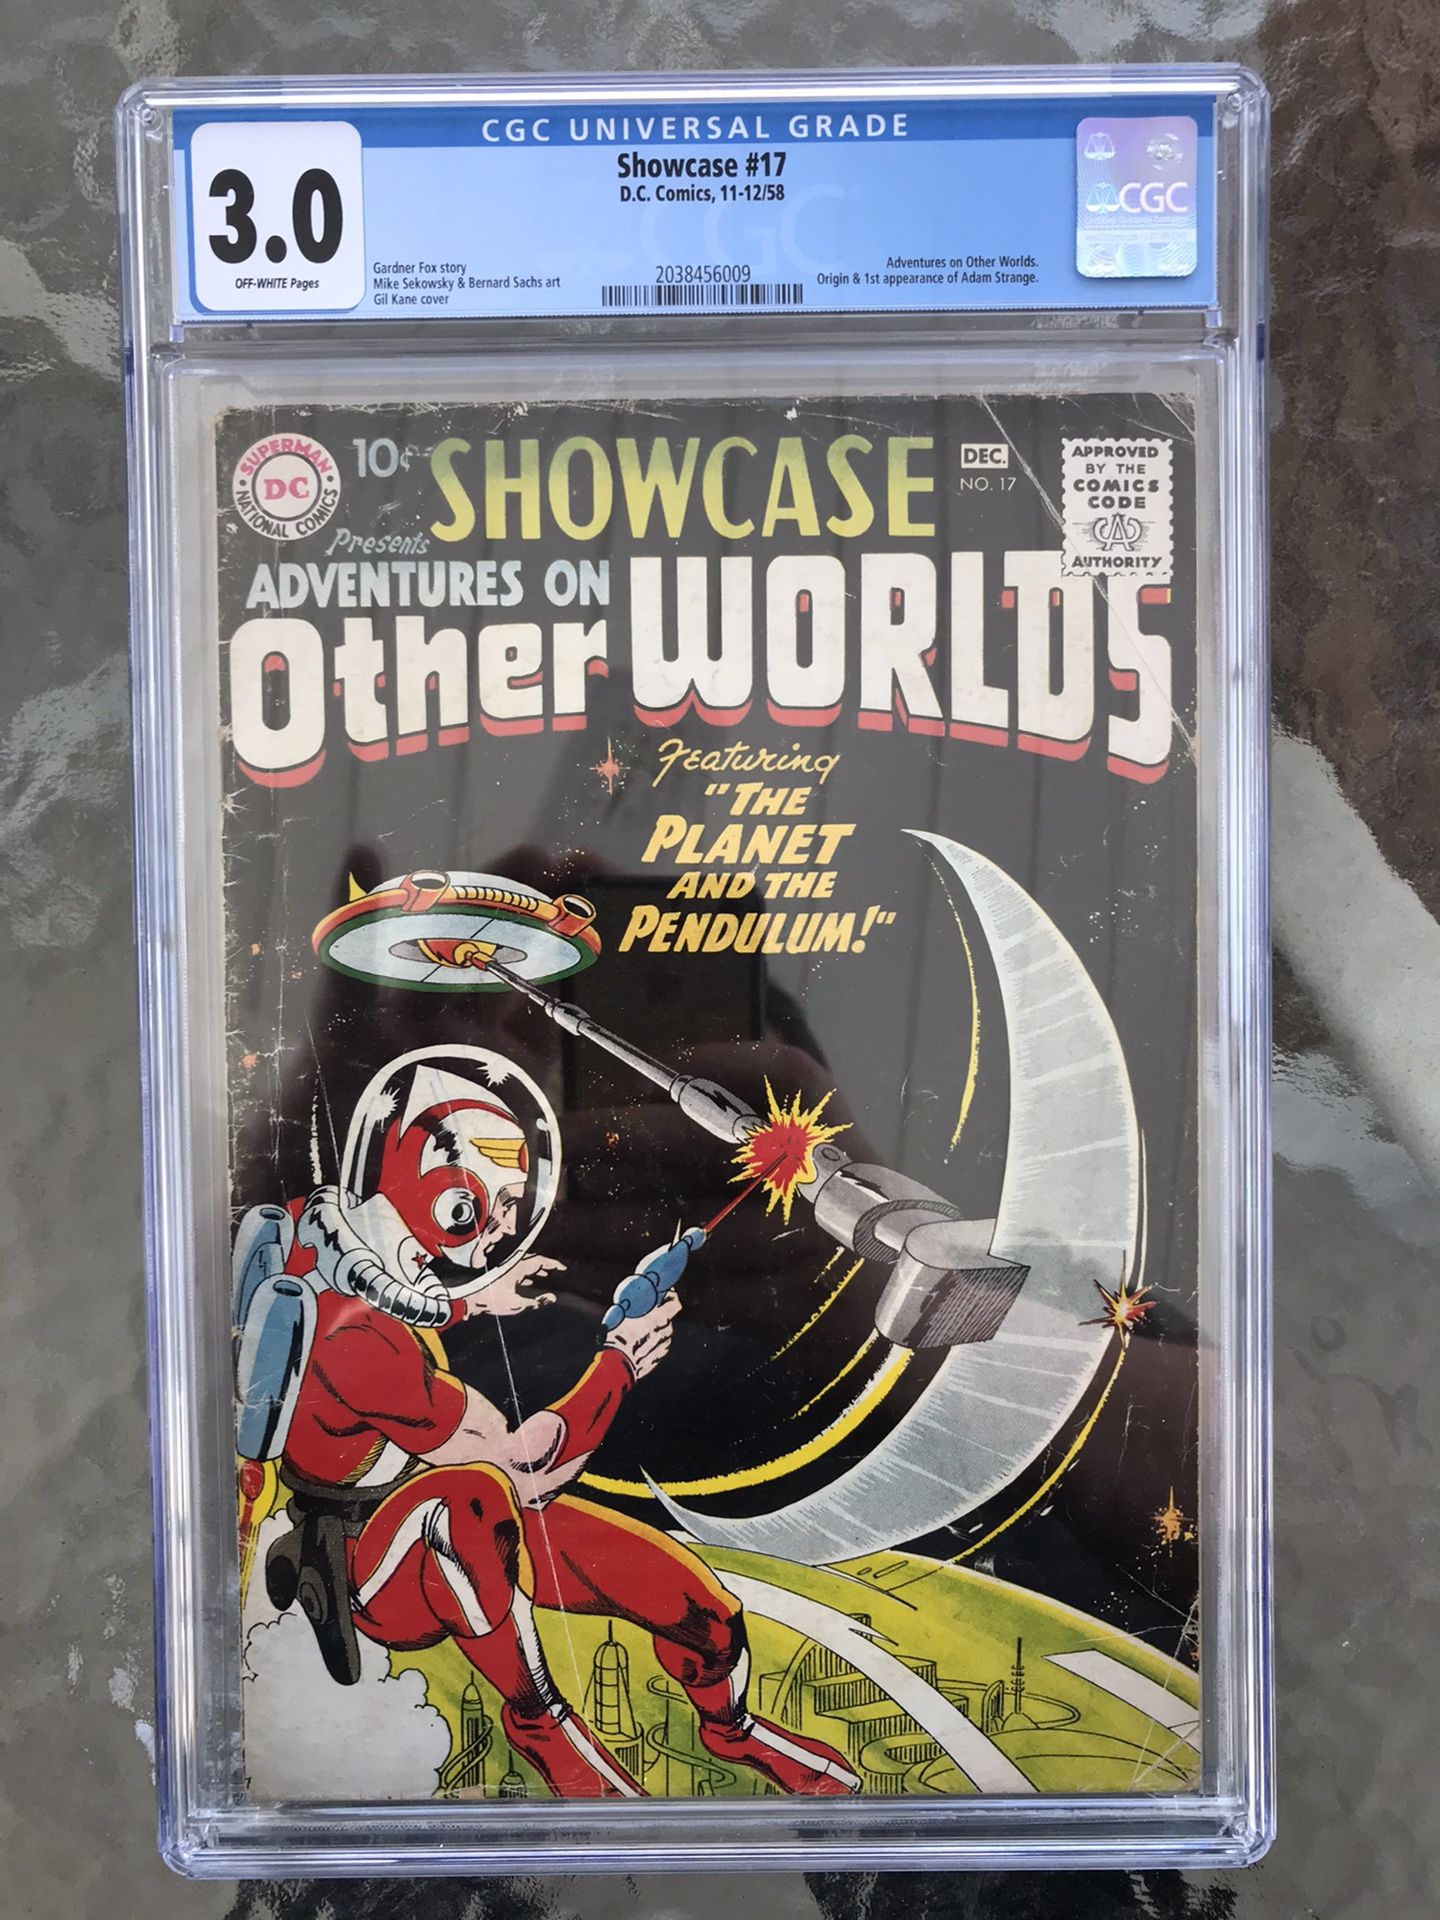 CGC UNIVERSAL GRADE
3.0
OFF-WHITE Pages
Showcase #17
D.C. Comics, 11-12/58
Gardner Fox story
Mike Sekowsky & Bernard Sachs art
Gil Kane cover
2038456009
Adventures on Other Worlds.
Origin & 1st appearance of Adam Strange.
CGC
CGC
SUPERMAN
DC
NATIONAL COMICS
10¢
SHOWCASE
DEC.
NO. 17
APPROVED
BY THE
COMICS
CODE
AUTHORITY
Presents
ADVENTURES ON
Other WORLDS
Featuring
"THE
PLANET
AND THE
PENDULUM!"